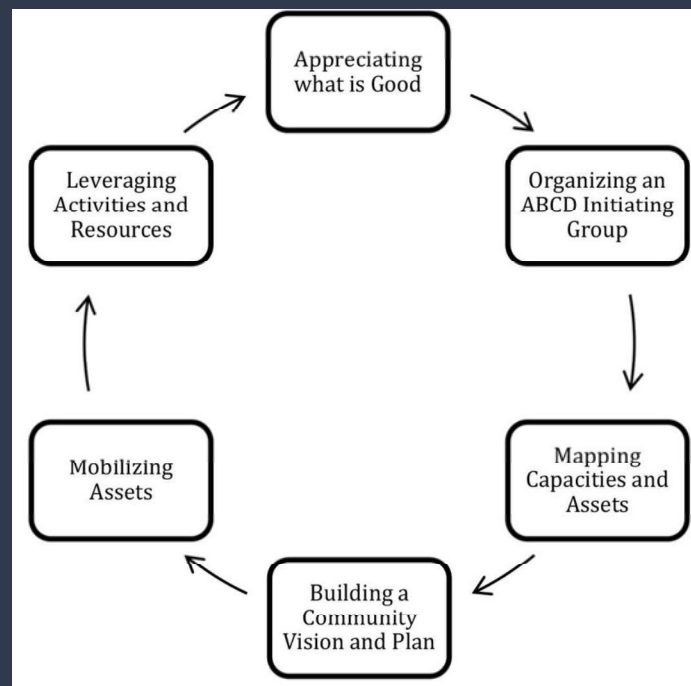 Appreciating
what is Good
Organizing an
ABCD Initiating
Group
Mapping
Capacities and
Assets
Building a
Community
Vision and Plan
Mobilizing
Assets
Leveraging
Activities and
Resources